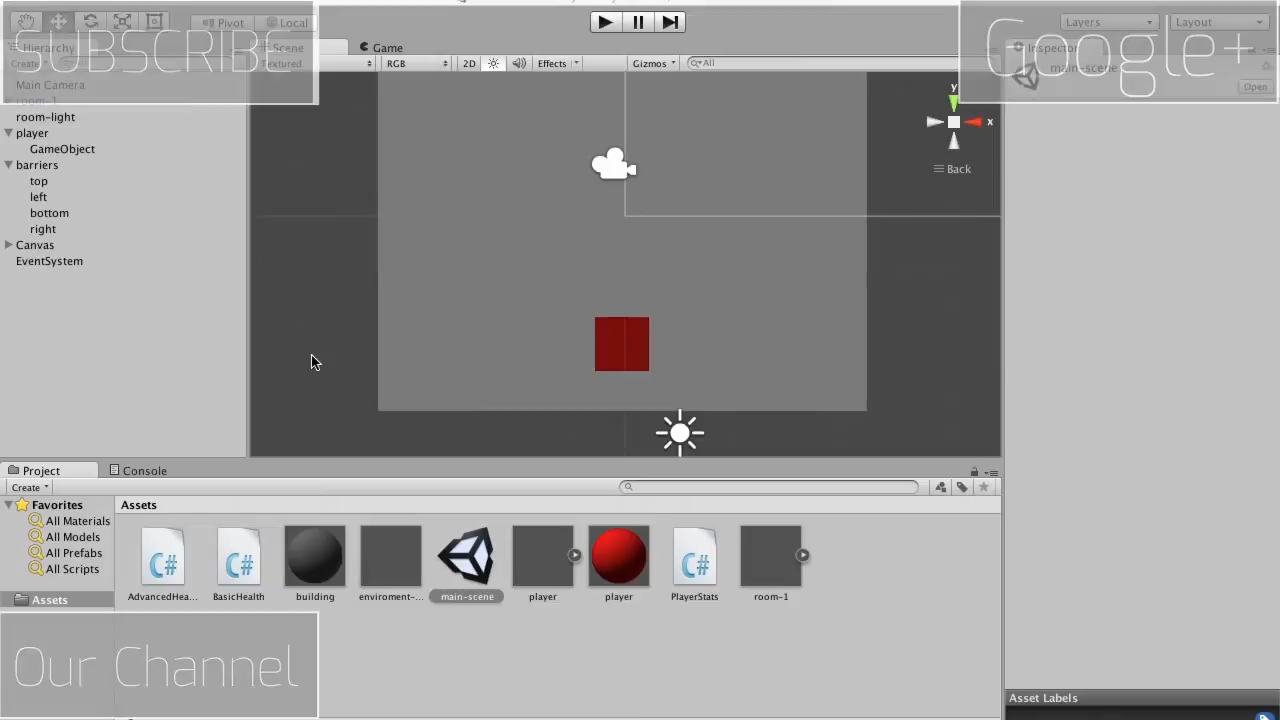 Pivot Local
Layers Layout
SUBSCRIBE
Google+
Hierarchy
Create
Scene
Game
Inspector
Textured
RGB
2D
Effects
Gizmos
All
main-scene
Open
Main Camera
room-1
room-light
player
GameObject
barriers
top
left
bottom
right
Canvas
EventSystem
y
x
Back
Project
Console
Create
Favorites
All Materials
All Models
All Prefabs
All Scripts
Assets
Assets
AdvancedHea...
BasicHealth
building
enviroment-...
main-scene
player
player
PlayerStats
room-1
C#
C#
C#
Our Channel
Asset Labels